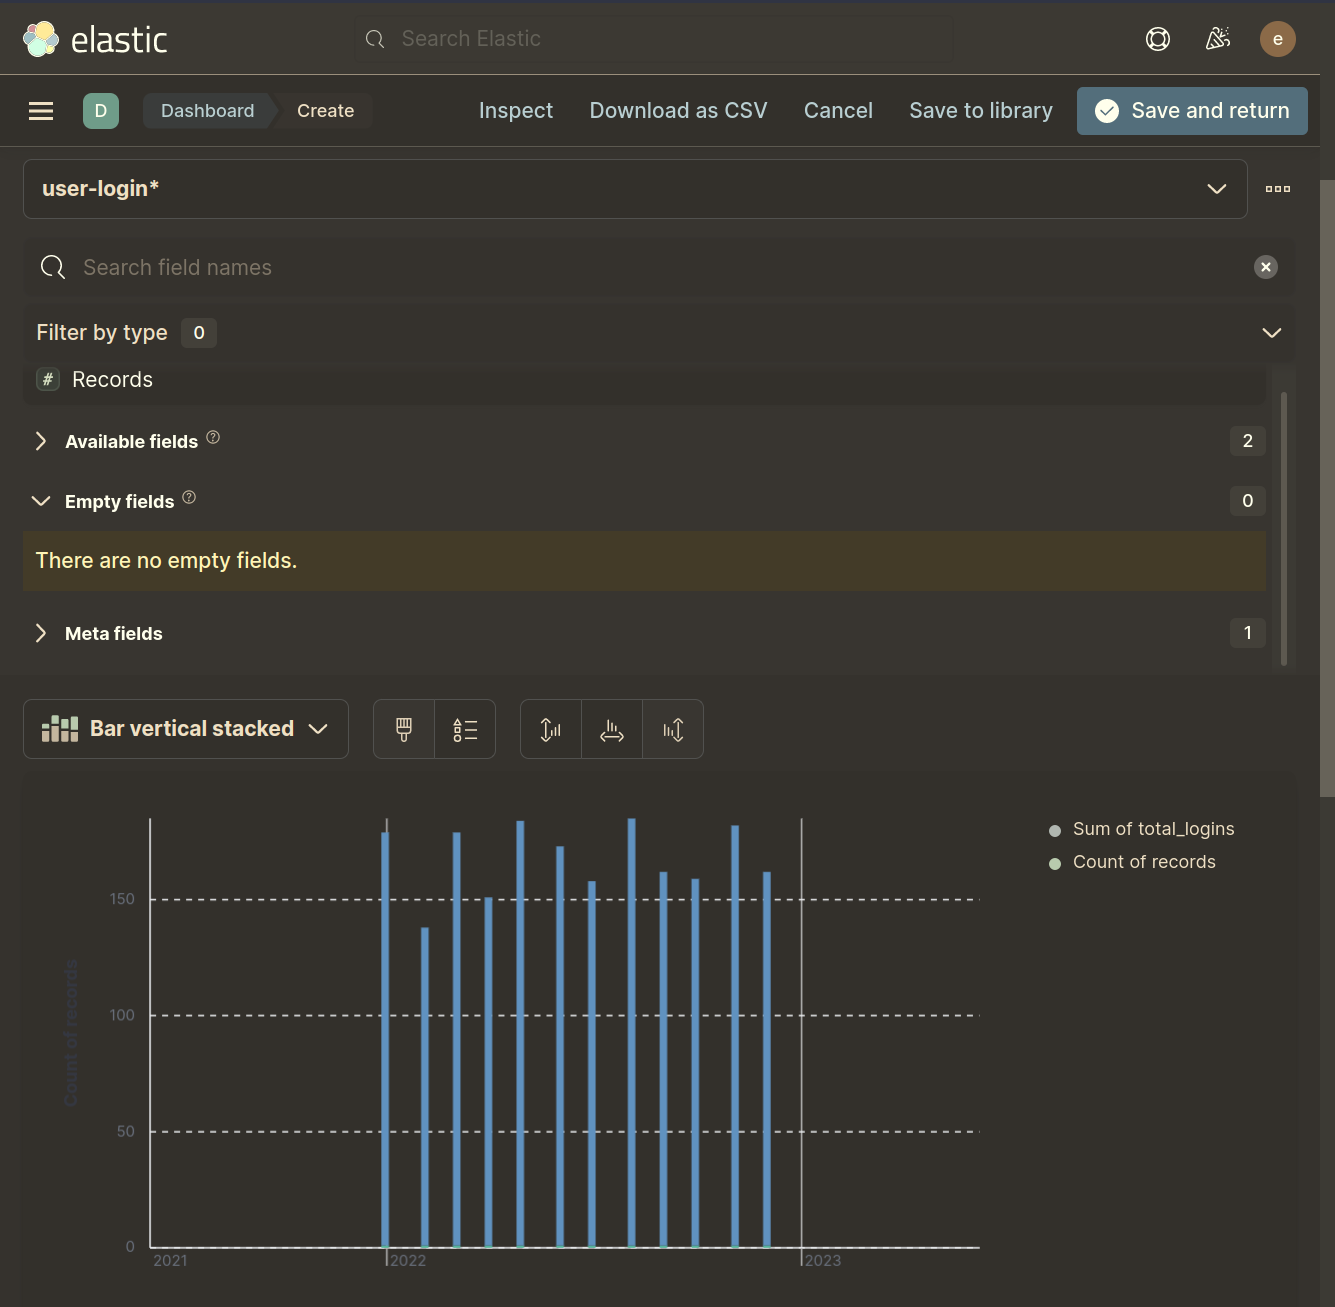 elastic
Search Elastic
e
D
Dashboard
Create
Inspect
Download as CSV
Cancel
Save to library
Save and return
user-login*
Search field names
Filter by type 0
# Records
Available fields ? 2
Empty fields ? 0
There are no empty fields.
Meta fields 1
Bar vertical stacked
Sum of total_logins
Count of records
Count of records
150
100
50
0
2021
2022
2023